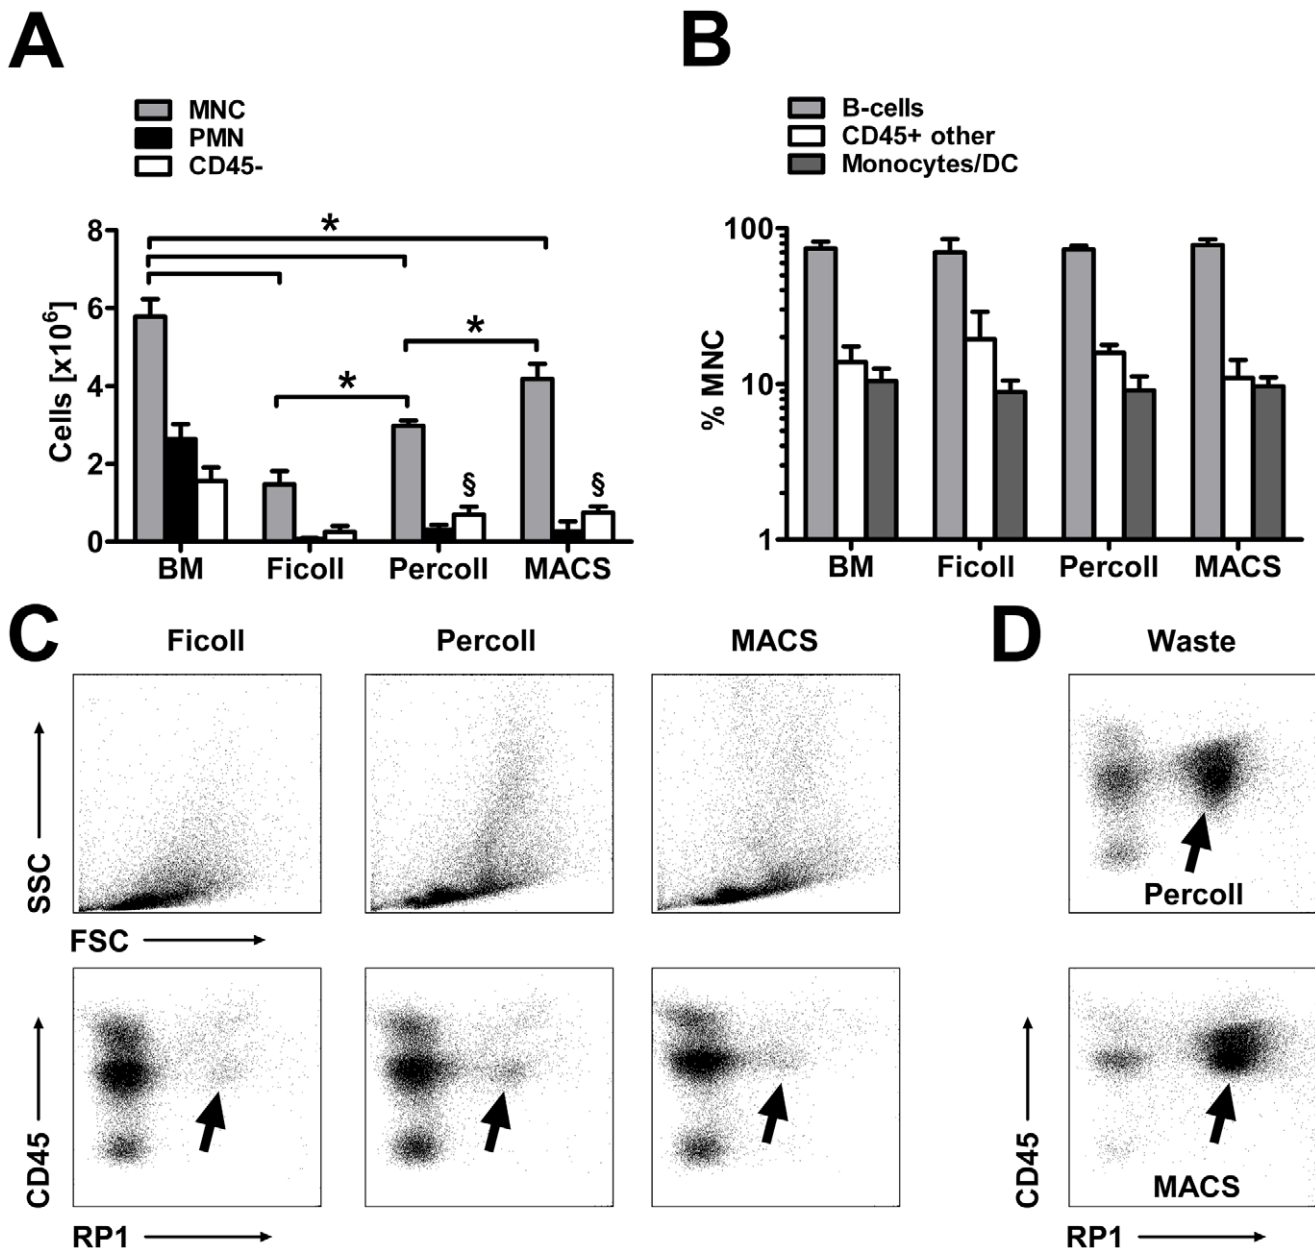 A
MNC
PMN
CD45-
Cells [x10⁶]
8
6
4
2
0
*
*
*
§
§
BM Ficoll Percoll MACS
B
B-cells
CD45+ other
Monocytes/DC
% MNC
100
10
1
BM Ficoll Percoll MACS
C
Ficoll Percoll MACS
SSC
FSC
CD45
RP1
D
Waste
Percoll
CD45
MACS
RP1